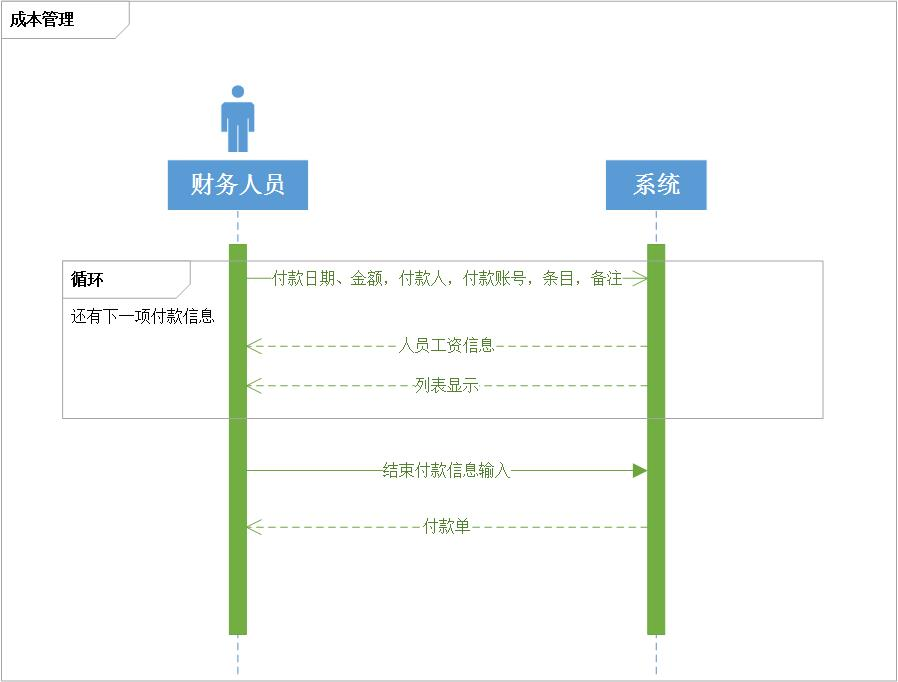 成本管理
财务人员
系统
循环
付款日期、金额，付款人，付款账号，条目，备注
还有下一项付款信息
人员工资信息
列表显示
结束付款信息输入
付款单